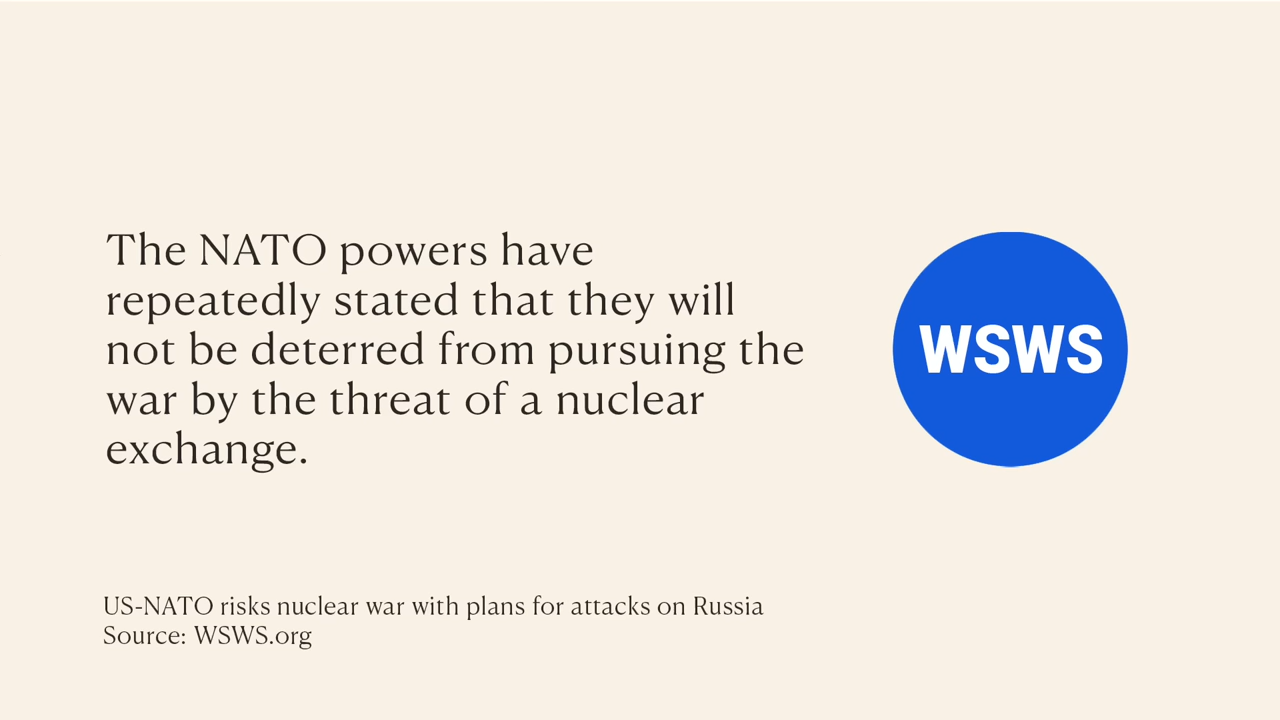 The NATO powers have
repeatedly stated that they will
not be deterred from pursuing the
war by the threat of a nuclear
exchange.
WSWS
US-NATO risks nuclear war with plans for attacks on Russia
Source: WSWS.org